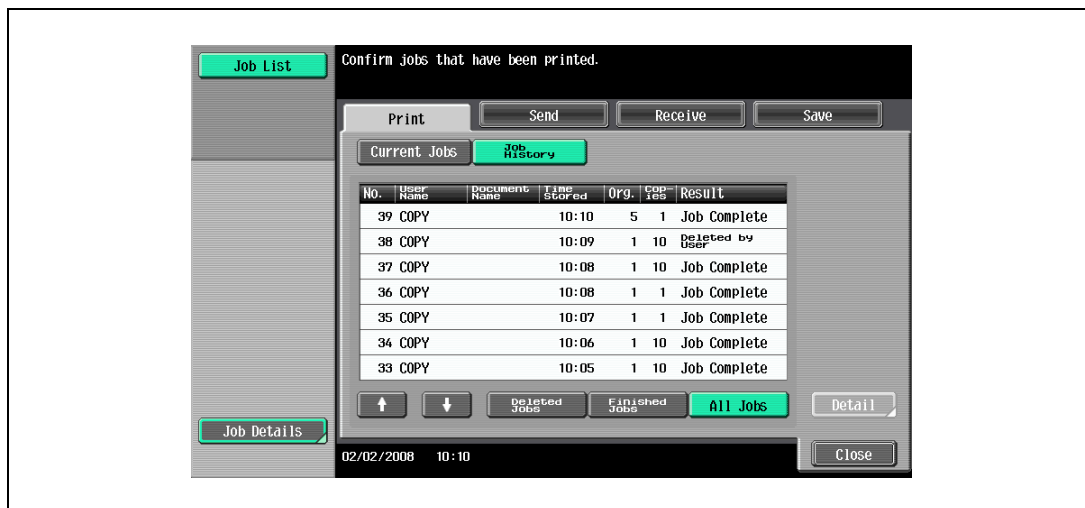 Job List
Confirm jobs that have been printed.
Print Send Receive Save
Current Jobs Job History
No. User Name Document Name Time Stored Org. Cop-ies Result
39 COPY 10:10 5 1 Job Complete
38 COPY 10:09 1 10 Deleted by User
37 COPY 10:08 1 10 Job Complete
36 COPY 10:08 1 1 Job Complete
35 COPY 10:07 1 1 Job Complete
34 COPY 10:06 1 10 Job Complete
33 COPY 10:05 1 10 Job Complete
Deleted Jobs Finished Jobs All Jobs Detail
Job Details
02/02/2008 10:10 Close